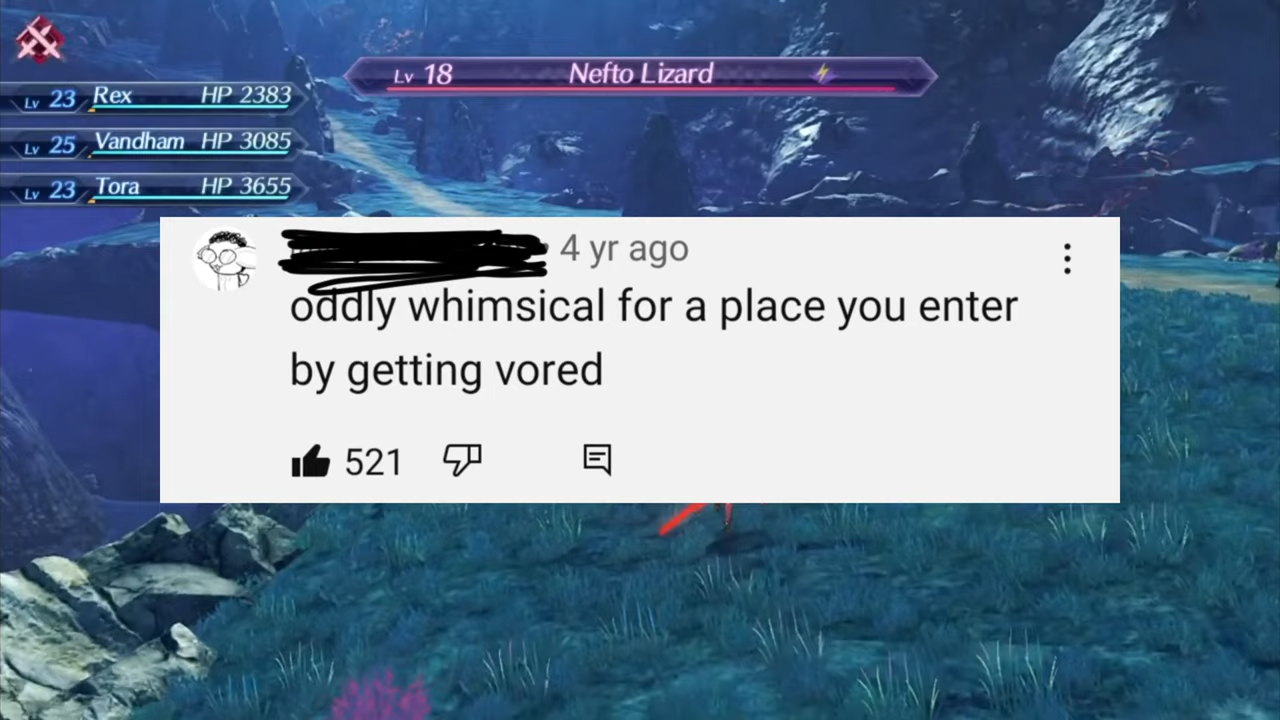 Lv 18 Nefto Lizard
Lv 23 Rex HP 2383
Lv 25 Vandham HP 3085
Lv 23 Tora HP 3655
4 yr ago
oddly whimsical for a place you enter
by getting vored
521